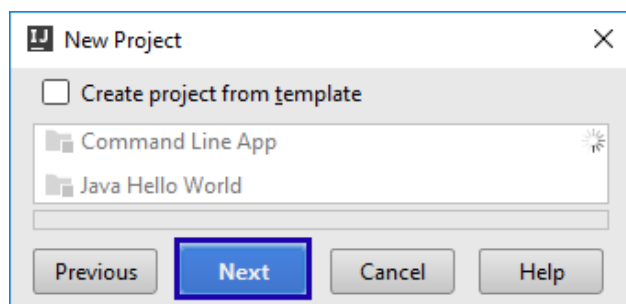 IJ New Project
Create project from template
Command Line App
Java Hello World
Previous Next Cancel Help